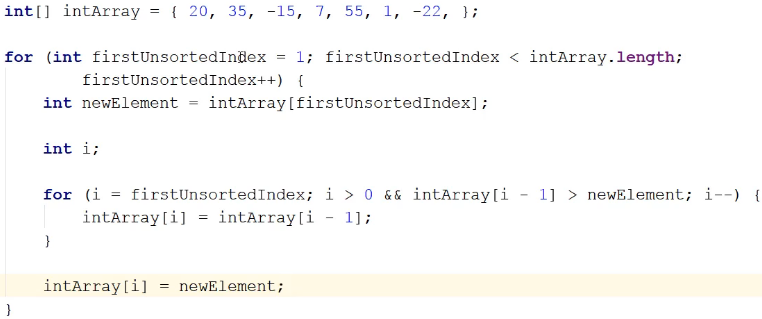 int[] intArray = { 20, 35, -15, 7, 55, 1, -22, };
for (int firstUnsortedIndex = 1; firstUnsortedIndex < intArray.length;
firstUnsortedIndex++) {
int newElement = intArray[firstUnsortedIndex];
int i;
for (i = firstUnsortedIndex; i > 0 && intArray[i - 1] > newElement; i--) {
intArray[i] = intArray[i - 1];
}
intArray[i] = newElement;
}